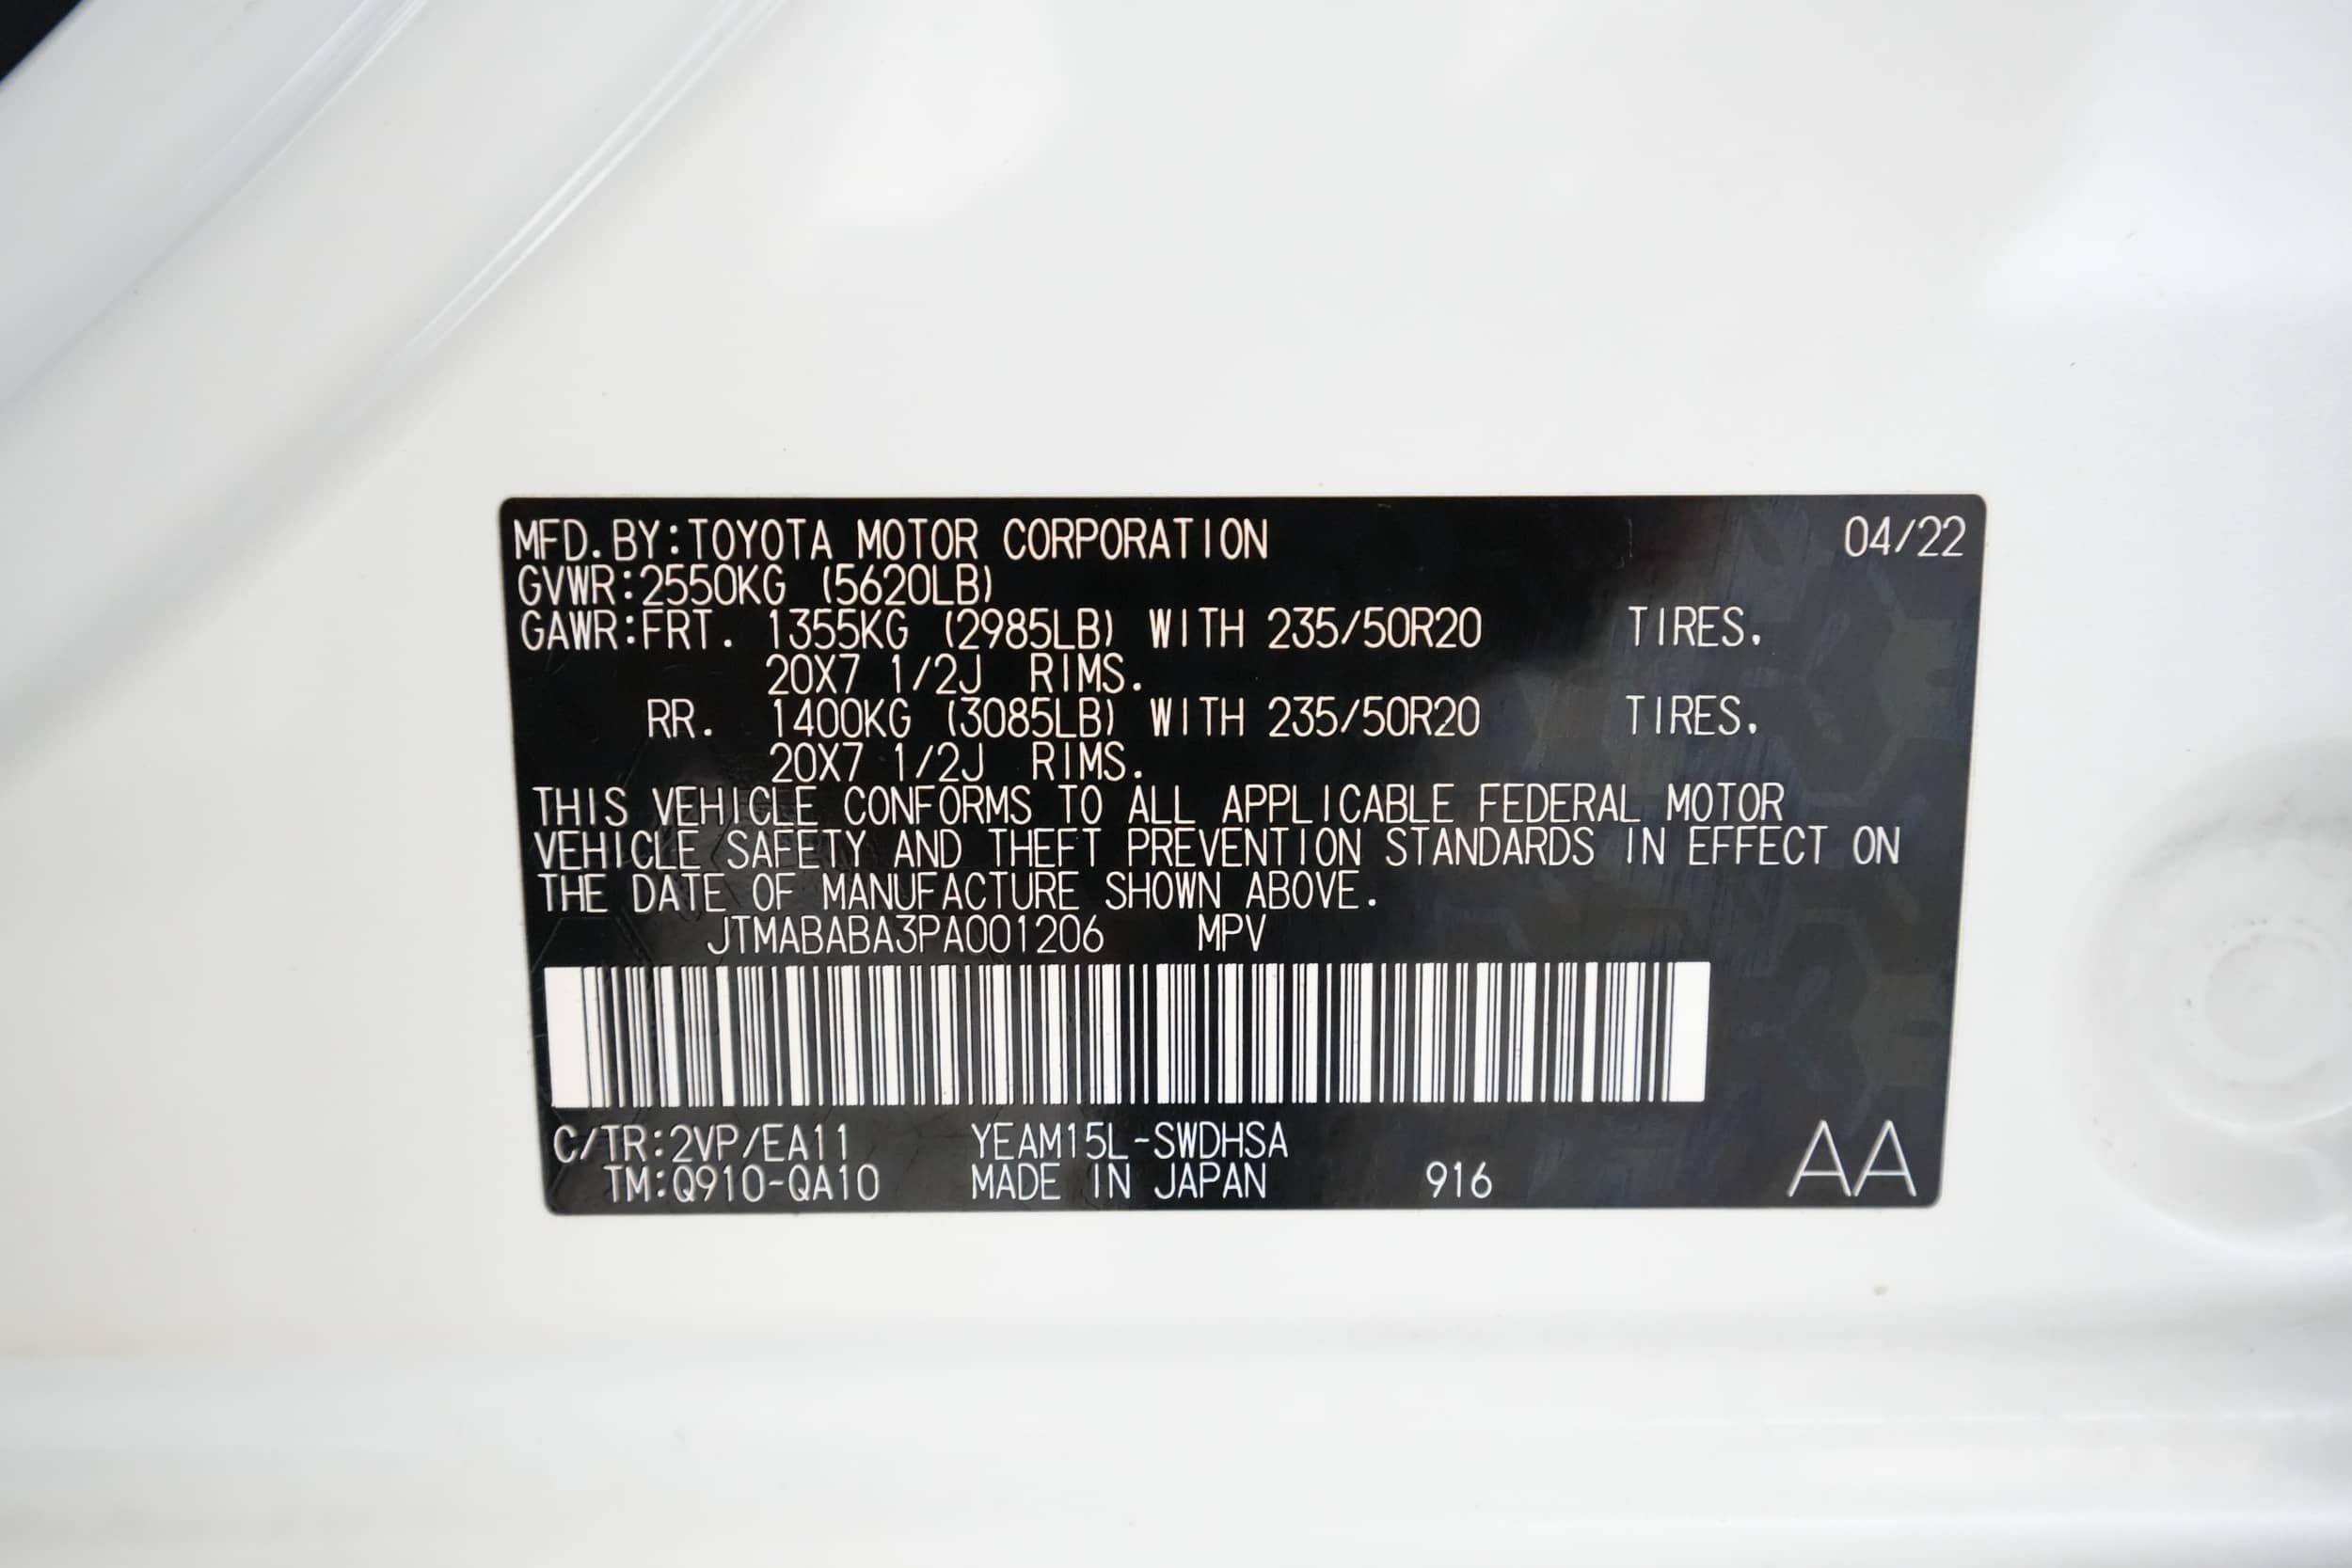 MFD.BY:TOYOTA MOTOR CORPORATION 04/22
GVWR:2550KG (5620LB)
GAWR:FRT. 1355KG (2985LB) WITH 235/50R20 TIRES.
20X7 1/2J RIMS.
RR. 1400KG (3085LB) WITH 235/50R20 TIRES.
20X7 1/2J RIMS.
THIS VEHICLE CONFORMS TO ALL APPLICABLE FEDERAL MOTOR
VEHICLE SAFETY AND THEFT PREVENTION STANDARDS IN EFFECT ON
THE DATE OF MANUFACTURE SHOWN ABOVE.
JTMABABA3PA001206 MPV
C/TR:2VP/EA11 YEAM15L-SWDHSA
TM:Q910-QA10 MADE IN JAPAN 916 AA